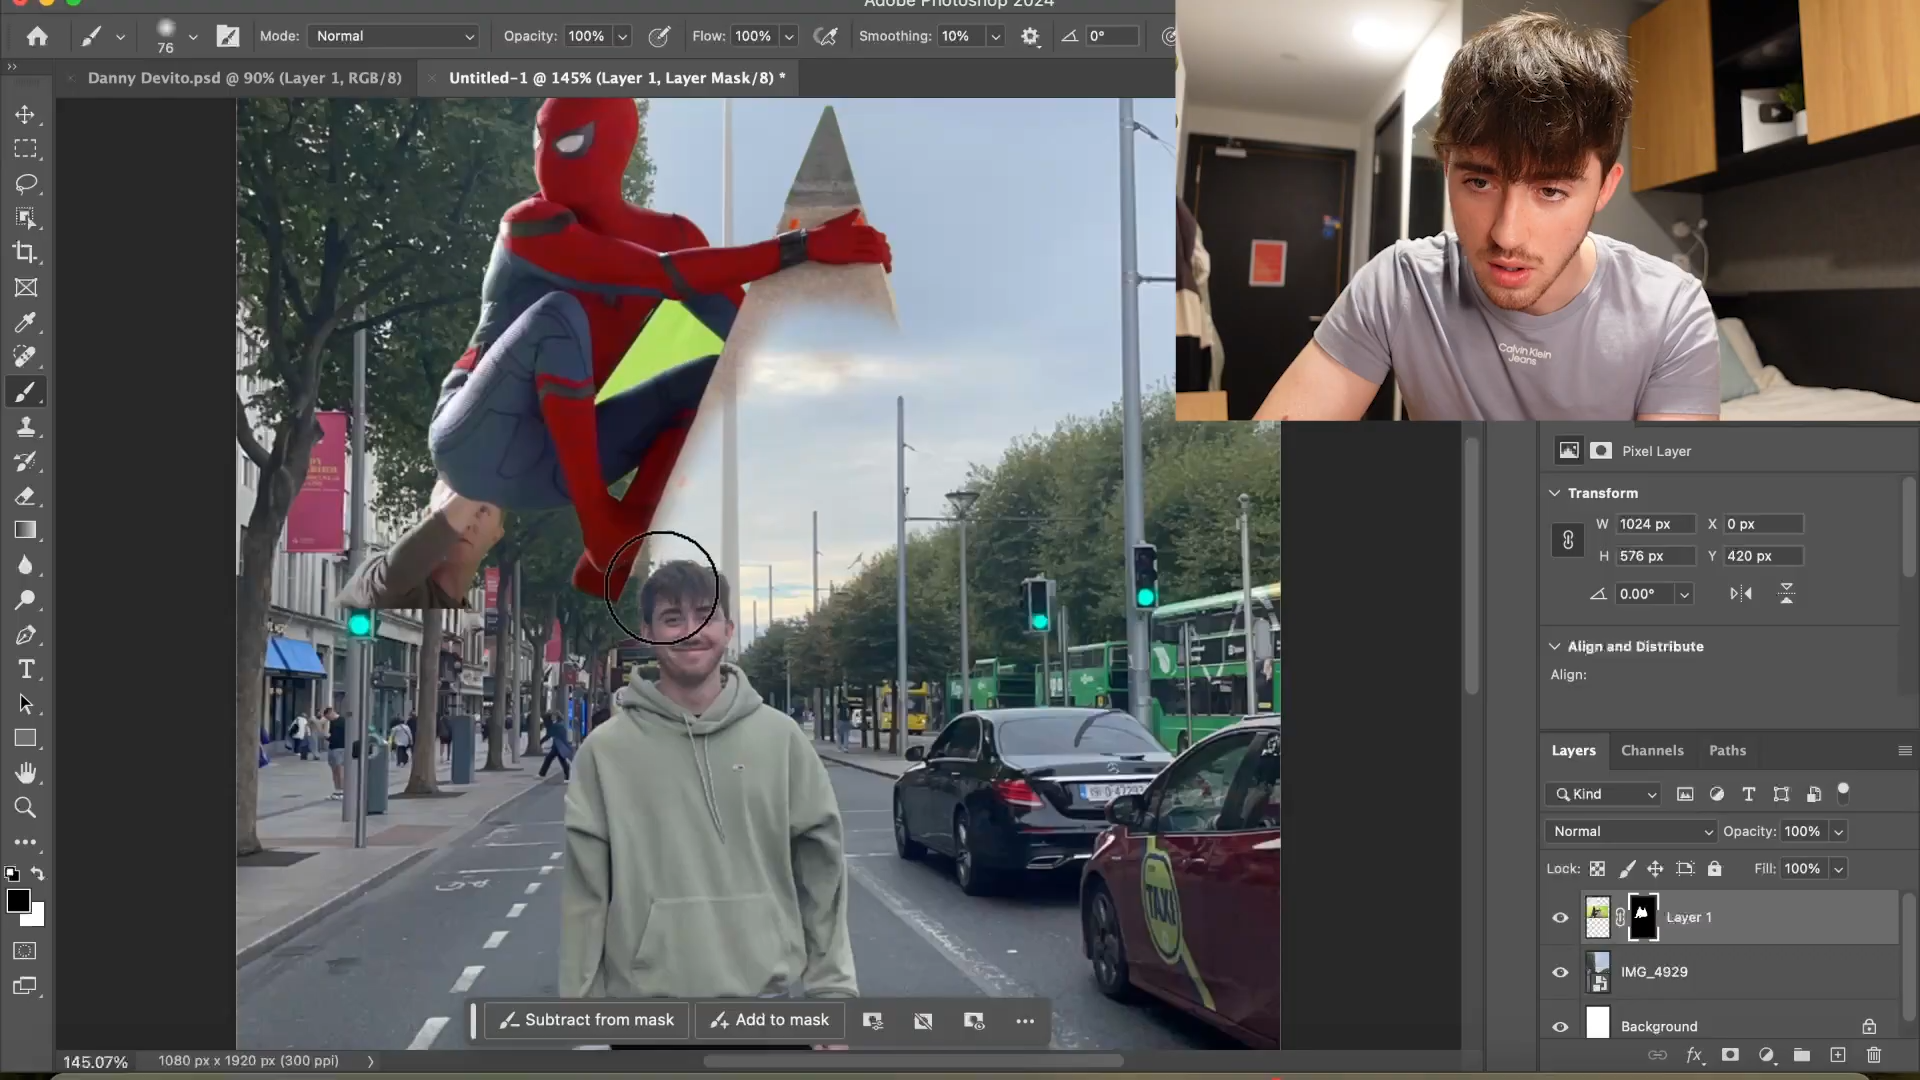 Adobe Photoshop 2024
76
Mode: Normal
Opacity: 100%
Flow: 100%
Smoothing: 10%
0°
Danny Devito.psd @ 90% (Layer 1, RGB/8)
Untitled-1 @ 145% (Layer 1, Layer Mask/8) *
Calvin Klein
Jeans
Pixel Layer
Transform
W 1024 px X 0 px
H 576 px Y 420 px
0.00°
Align and Distribute
Align:
Layers Channels Paths
Kind
Normal Opacity: 100%
Lock: Fill: 100%
Layer 1
IMG_4929
Background
TAXI
Subtract from mask
Add to mask
145.07% 1080 px x 1920 px (300 ppi)